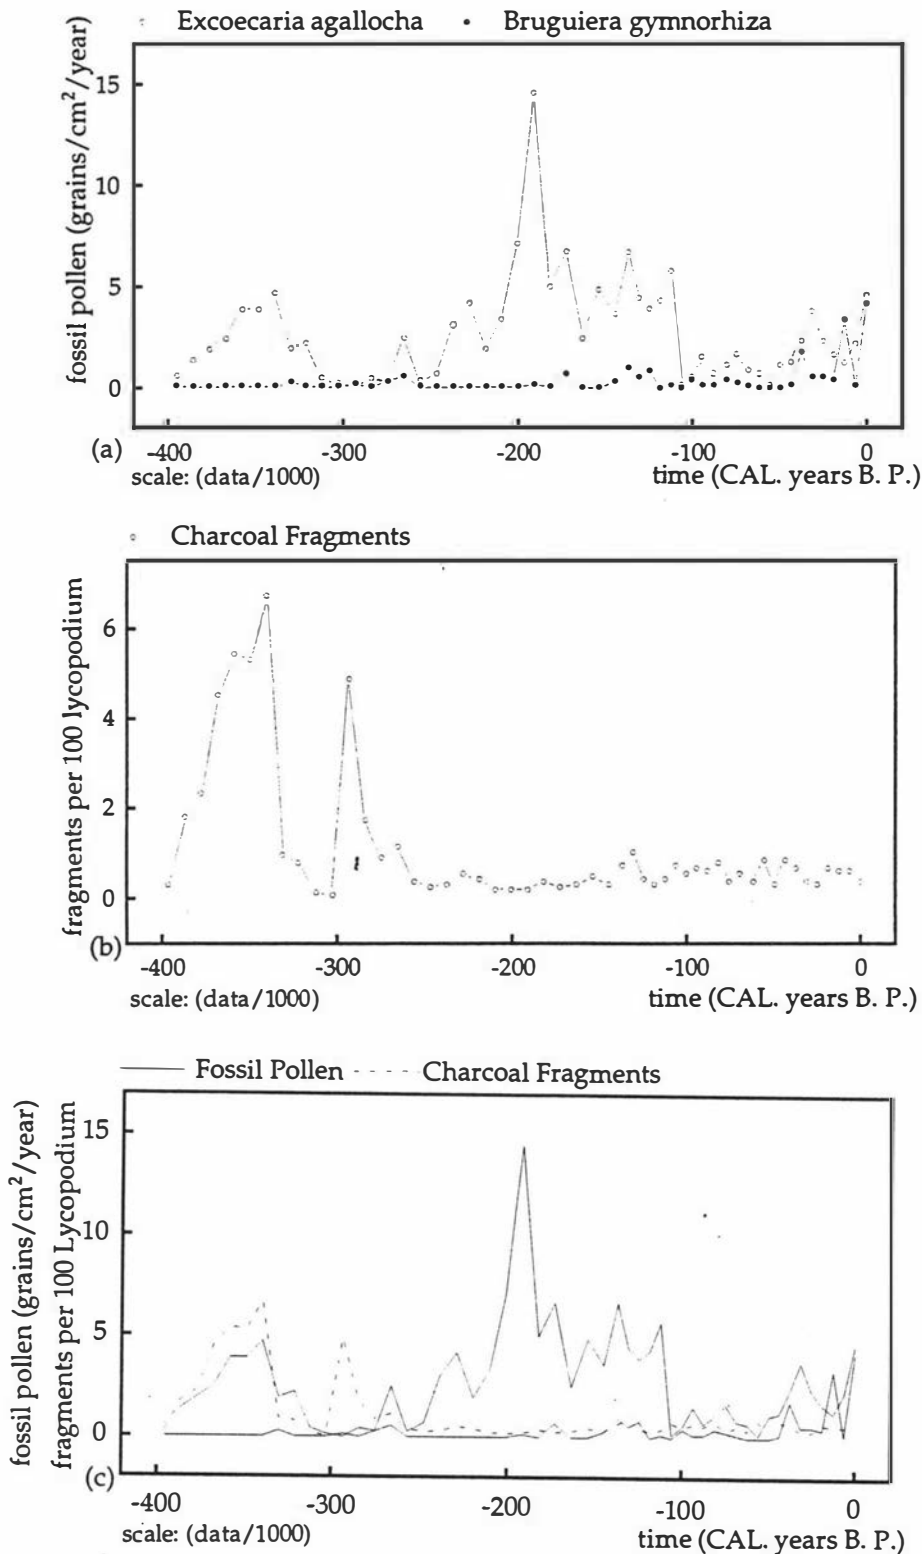 Excoecaria agallocha • Bruguiera gymnorhiza
fossil pollen (grains/cm²/year)
15
10
5
0
(a) -400 -300 -200 -100 0
scale: (data/1000) time (CAL. years B. P.)
Charcoal Fragments
fragments per 100 lycopodium
6
4
2
0
(b) -400 -300 -200 -100 0
scale: (data/1000) time (CAL. years B. P.)
Fossil Pollen Charcoal Fragments
fossil pollen (grains/cm²/year)
fragments per 100 Lycopodium
15
10
5
0
(c) -400 -300 -200 -100 0
scale: (data/1000) time (CAL. years B. P.)